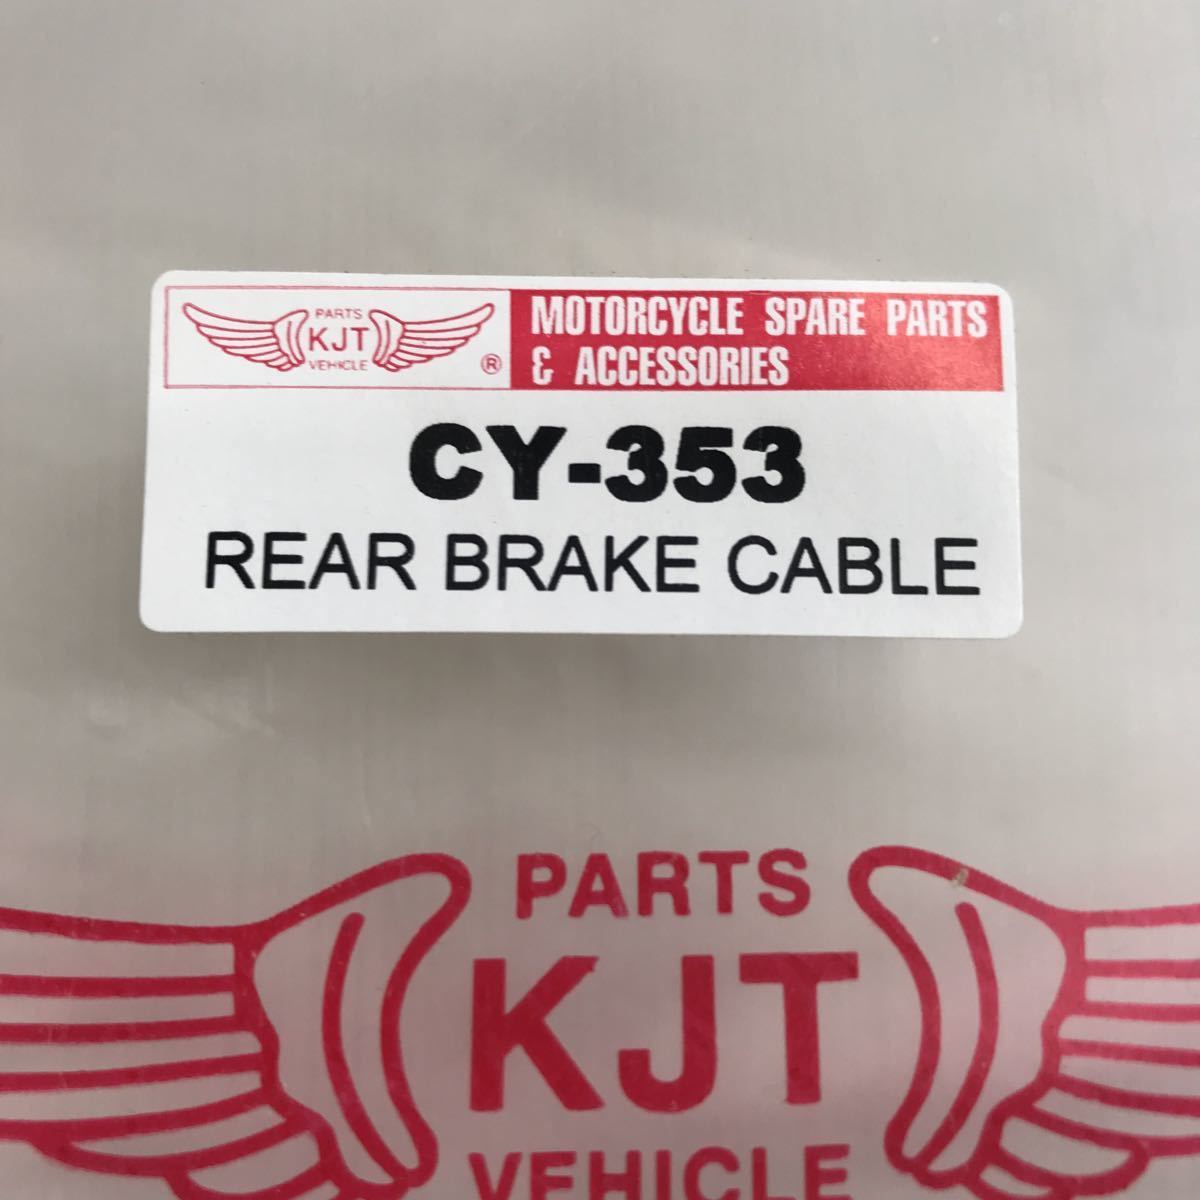 PARTS
KJT
VEHICLE
®
MOTORCYCLE SPARE PARTS
& ACCESSORIES
CY-353
REAR BRAKE CABLE
PARTS
KJT
VEHICLE